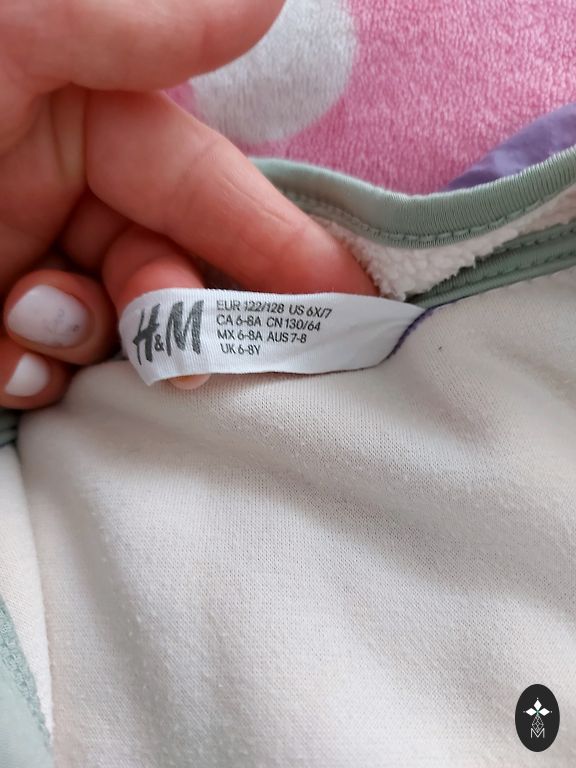 H&M
EUR 122/128 US 6X/7
CA 6-8A CN 130/64
MX 6-8A AUS 7-8
UK 6-8Y
M